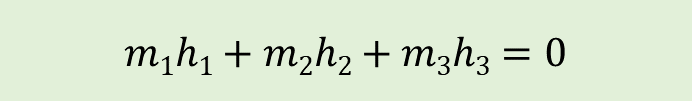 m₁h₁ + m₂h₂ + m₃h₃ = 0